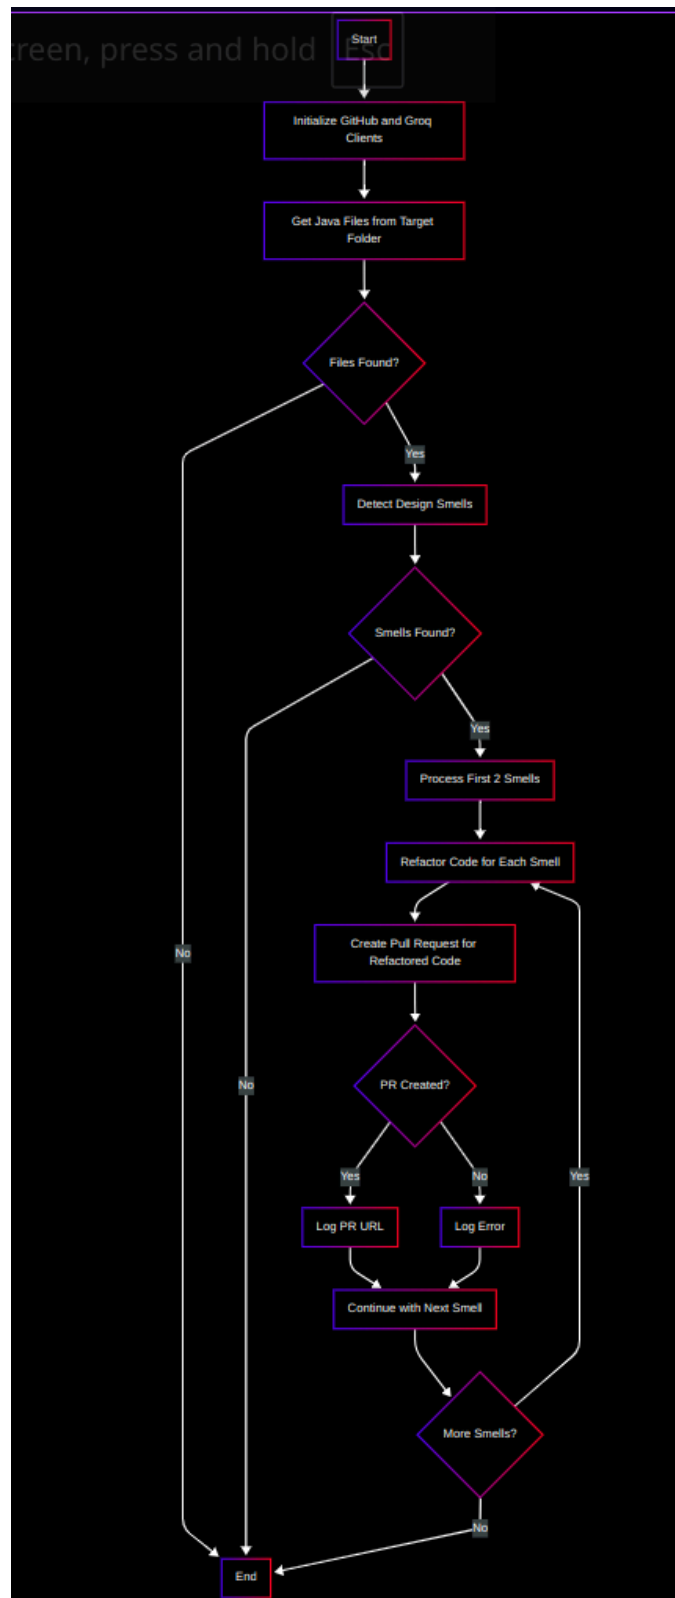 creen, press and hold Esc
Start
Initialize GitHub and Groq
Clients
Get Java Files from Target
Folder
Files Found?
Yes
Detect Design Smells
Smells Found?
Yes
Process First 2 Smells
Refactor Code for Each Smell
Create Pull Request for
Refactored Code
No
No
PR Created?
Yes
No
Yes
Log PR URL
Log Error
Continue with Next Smell
More Smells?
No
End